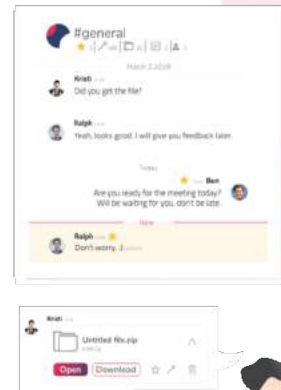 #general
March 2 2018
Kristi
Did you get the file?
Ralph
Yeah, looks good. I will give you feedback later.
Today
Ben
Are you ready for the meeting today?
Will be waiting for you, don't be late.
New
Ralph
Don't worry. :)
Kristi
Untitled file.zip
Open
Download